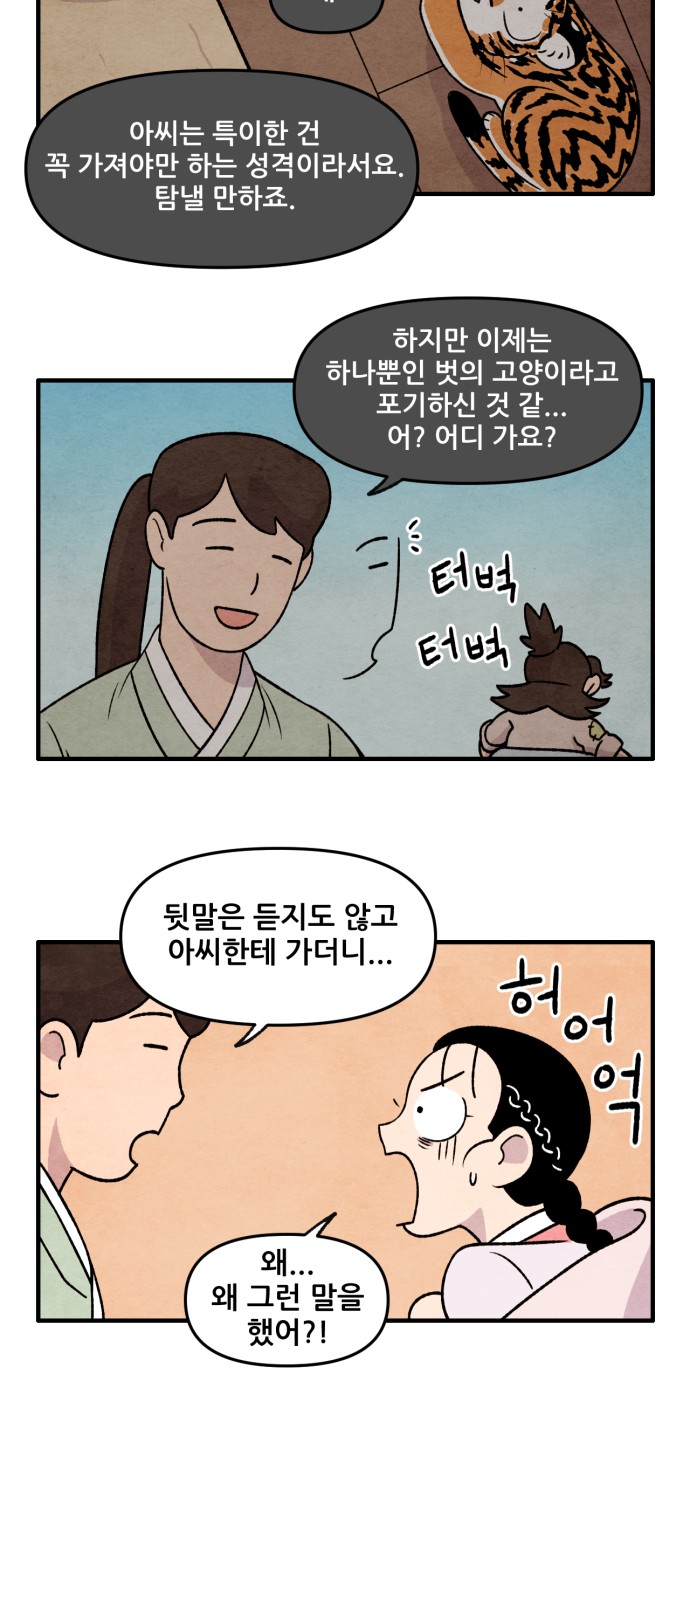 아씨는 특이한 건
꼭 가져야만 하는 성격이라서요.
탐낼 만하죠.
하지만 이제는
하나뿐인 벗의 고양이라고
포기하신 것 같...
어? 어디 가요?
터벅
터벅
뒷말은 듣지도 않고
아씨한테 가더니...
허어
억
왜...
왜 그런 말을
했어?!